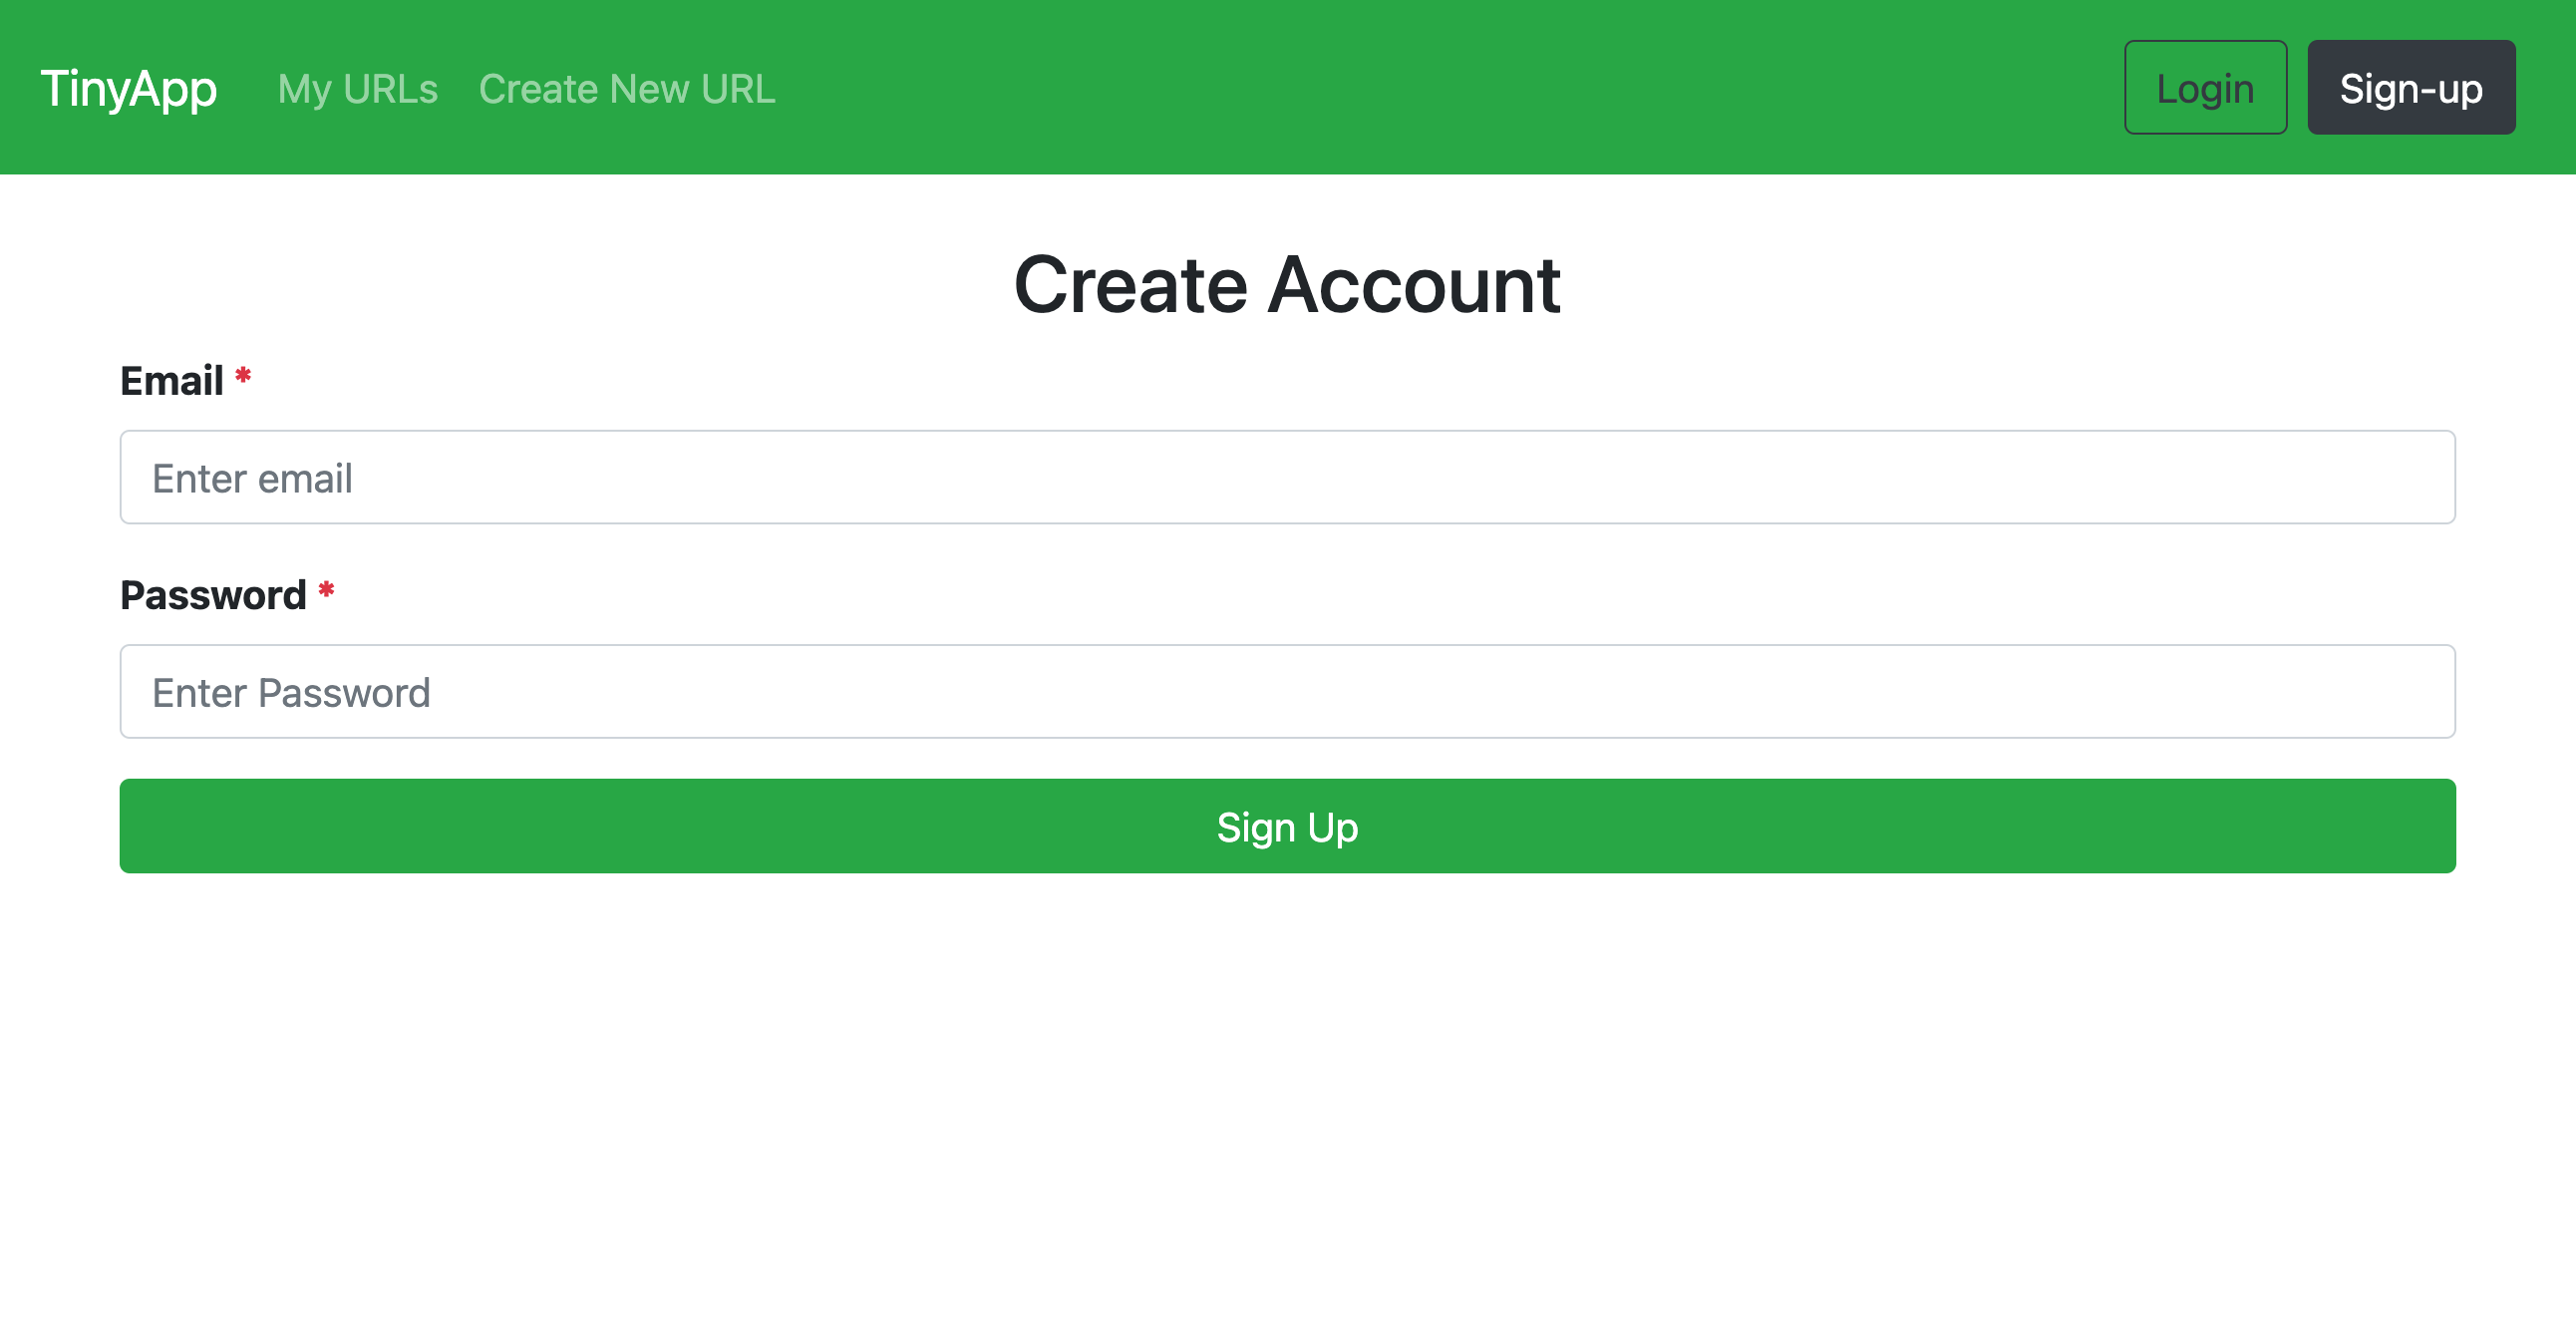 TinyApp My URLs Create New URL Login Sign-up
Create Account
Email *
Enter email
Password *
Enter Password
Sign Up